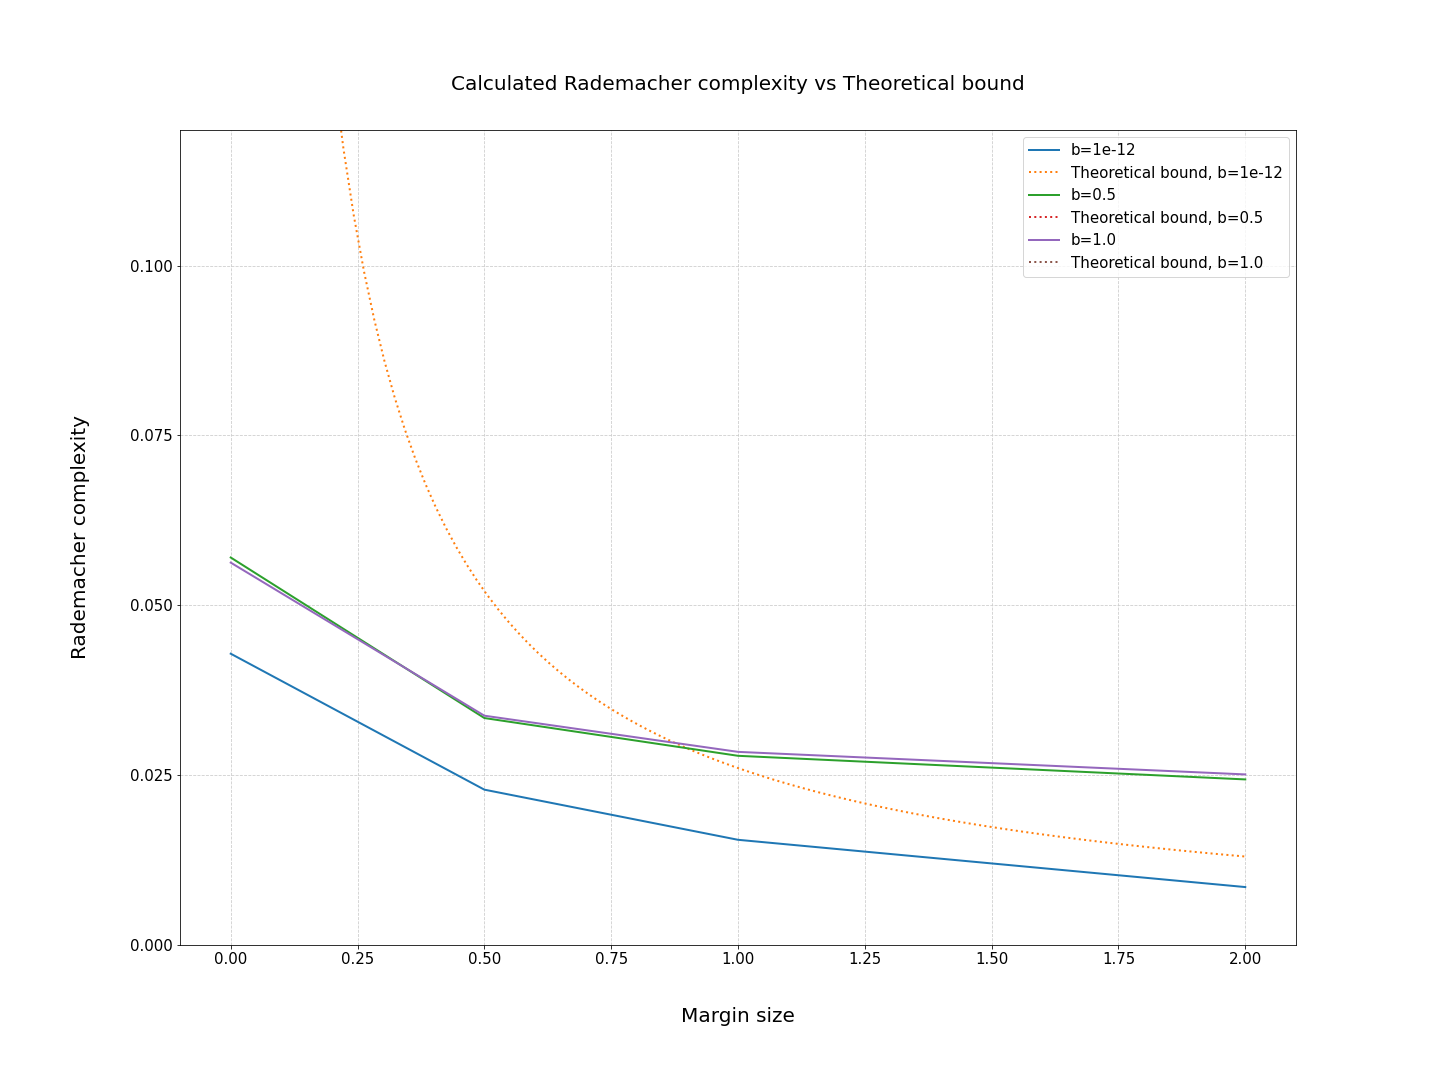 Calculated Rademacher complexity vs Theoretical bound
b=1e-12
Theoretical bound, b=1e-12
b=0.5
Theoretical bound, b=0.5
b=1.0
Theoretical bound, b=1.0
Rademacher complexity
0.100
0.075
0.050
0.025
0.000
0.00 0.25 0.50 0.75 1.00 1.25 1.50 1.75 2.00
Margin size